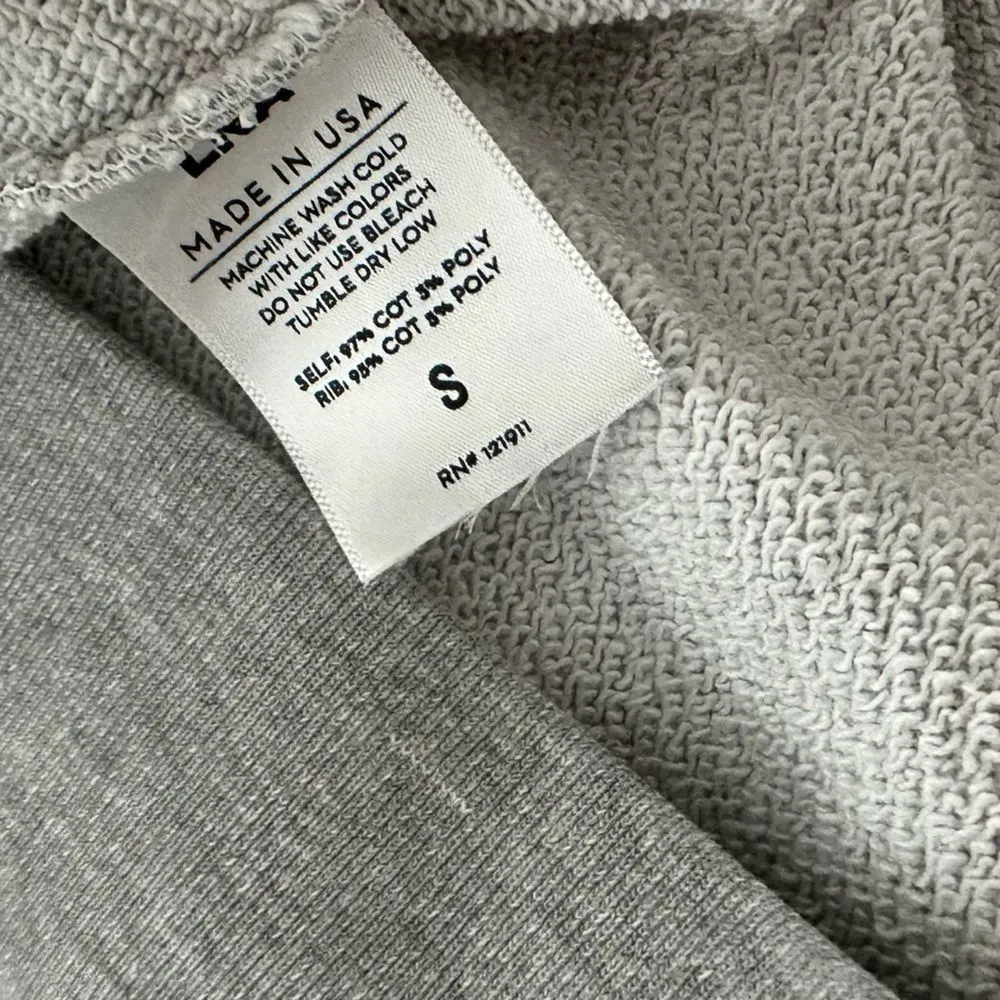 LNA
MADE IN USA
MACHINE WASH COLD
WITH LIKE COLORS
DO NOT USE BLEACH
TUMBLE DRY LOW
SELF: 97% COT 3% POLY
RIB: 95% COT 5% POLY
S
RN# 121911